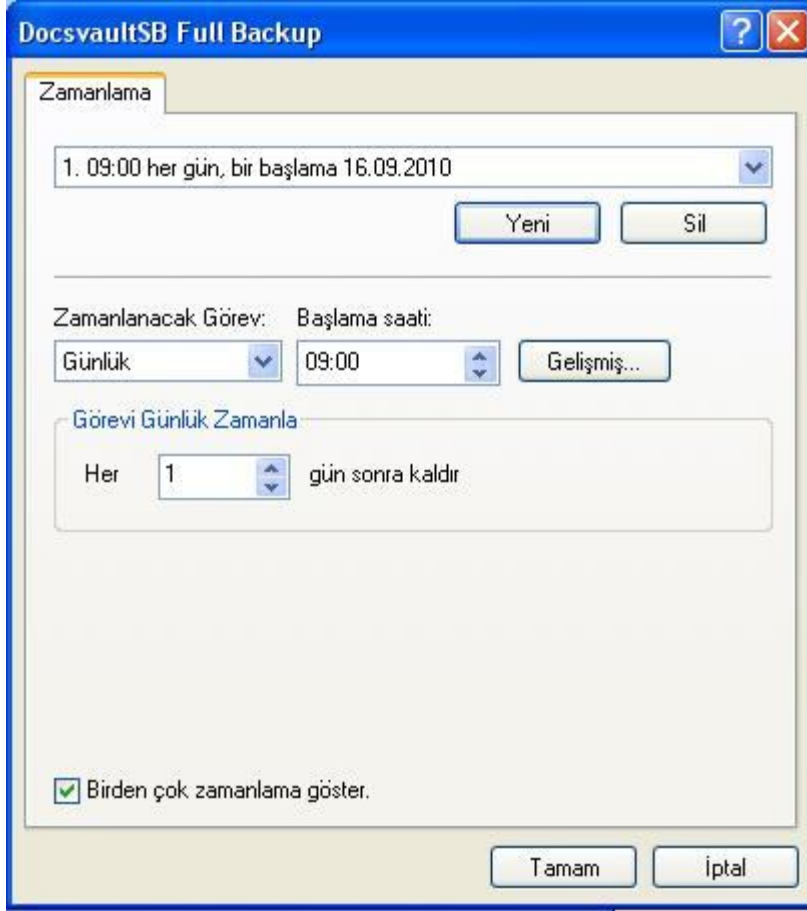 DocsvaultSB Full Backup
Zamanlama
1. 09:00 her gün, bir başlama 16.09.2010
Yeni Sil
Zamanlanacak Görev: Başlama saati:
Günlük 09:00 Gelişmiş...
Görevi Günlük Zamanla
Her 1 gün sonra kaldır
Birden çok zamanlama göster.
Tamam İptal